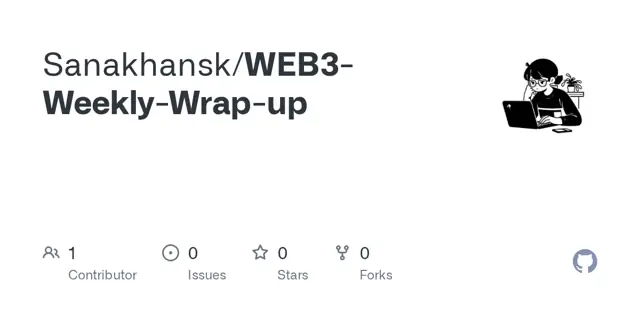 Sanakhansk/WEB3-
Weekly-Wrap-up
1
Contributor
0
Issues
0
Stars
0
Forks